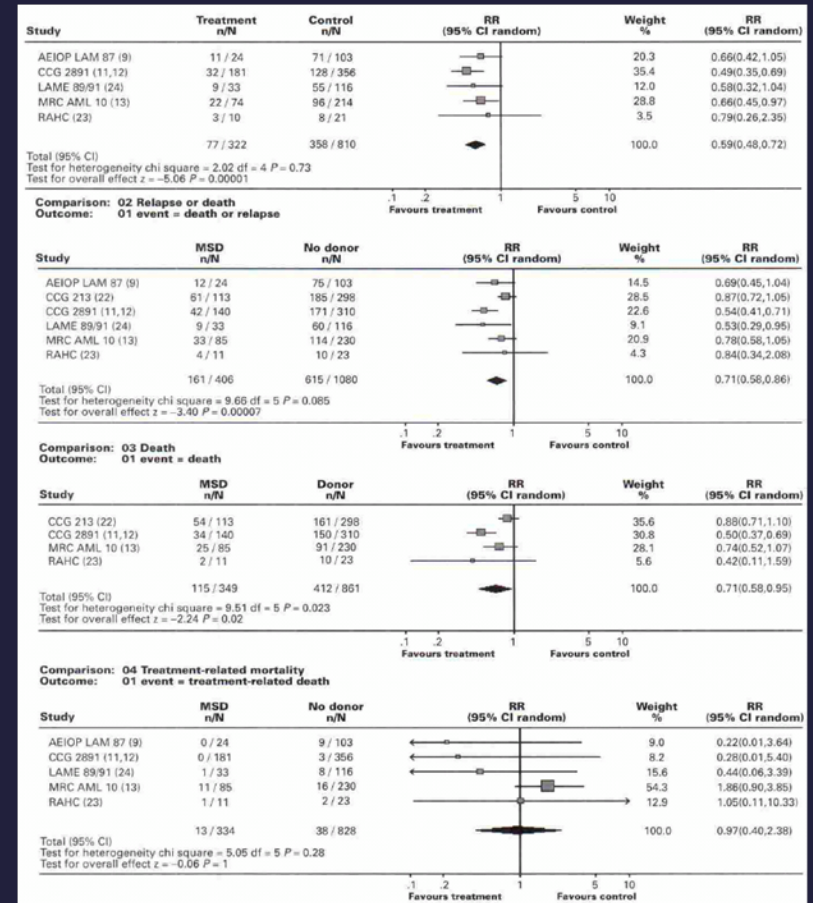 Study Treatment n/N Control n/N RR (95% CI random) Weight % RR (95% CI random)
AEIOP LAM 87 (9) 11 / 24 71 / 103 20.3 0.66(0.42,1.05)
CCG 2891 (11,12) 32 / 181 128 / 356 35.4 0.49(0.35,0.69)
LAME 89/91 (24) 9 / 33 55 / 116 12.0 0.58(0.32,1.04)
MRC AML 10 (13) 22 / 74 96 / 214 28.8 0.66(0.45,0.97)
RAHC (23) 3 / 10 8 / 21 3.5 0.79(0.26,2.35)
77 / 322 358 / 810 100.0 0.59(0.48,0.72)
Total (95% CI)
Test for heterogeneity chi square = 2.02 df = 4 P = 0.73
Test for overall effect z = −5.06 P = 0.00001
.1 .2 1 5 10
Favours treatment Favours control
Comparison: 02 Relapse or death
Outcome: 01 event = death or relapse
Study MSD n/N No donor n/N RR (95% CI random) Weight % RR (95% CI random)
AEIOP LAM 87 (9) 12 / 24 75 / 103 14.5 0.69(0.45,1.04)
CCG 213 (22) 61 / 113 185 / 298 28.5 0.87(0.72,1.05)
CCG 2891 (11,12) 42 / 140 171 / 310 22.6 0.54(0.41,0.71)
LAME 89/91 (24) 9 / 33 60 / 116 9.1 0.53(0.29,0.95)
MRC AML 10 (13) 33 / 85 114 / 230 20.9 0.78(0.58,1.05)
RAHC (23) 4 / 11 10 / 23 4.3 0.84(0.34,2.08)
161 / 406 615 / 1080 100.0 0.71(0.58,0.86)
Total (95% CI)
Test for heterogeneity chi square = 9.66 df = 5 P = 0.085
Test for overall effect z = −3.40 P = 0.00007
.1 .2 1 5 10
Favours treatment Favours control
Comparison: 03 Death
Outcome: 01 event = death
Study MSD n/N Donor n/N RR (95% CI random) Weight % RR (95% CI random)
CCG 213 (22) 54 / 113 161 / 298 35.6 0.88(0.71,1.10)
CCG 2891 (11,12) 34 / 140 150 / 310 30.8 0.50(0.37,0.69)
MRC AML 10 (13) 25 / 85 91 / 230 28.1 0.74(0.52,1.07)
RAHC (23) 2 / 11 10 / 23 5.6 0.42(0.11,1.59)
115 / 349 412 / 861 100.0 0.71(0.58,0.95)
Total (95% CI)
Test for heterogeneity chi square = 9.51 df = 5 P = 0.023
Test for overall effect z = −2.24 P = 0.02
.1 .2 1 5 10
Favours treatment Favours control
Comparison: 04 Treatment-related mortality
Outcome: 01 event = treatment-related death
Study MSD n/N No donor n/N RR (95% CI random) Weight % RR (95% CI random)
AEIOP LAM 87 (9) 0 / 24 9 / 103 9.0 0.22(0.01,3.64)
CCG 2891 (11,12) 0 / 181 3 / 356 8.2 0.28(0.01,5.40)
LAME 89/91 (24) 1 / 33 8 / 116 15.6 0.44(0.06,3.39)
MRC AML 10 (13) 11 / 85 16 / 230 54.3 1.86(0.90,3.85)
RAHC (23) 1 / 11 2 / 23 12.9 1.05(0.11,10.33)
13 / 334 38 / 828 100.0 0.97(0.40,2.38)
Total (95% CI)
Test for heterogeneity chi square = 5.05 df = 5 P = 0.28
Test for overall effect z = −0.06 P = 1
.1 .2 1 5 10
Favours treatment Favours control